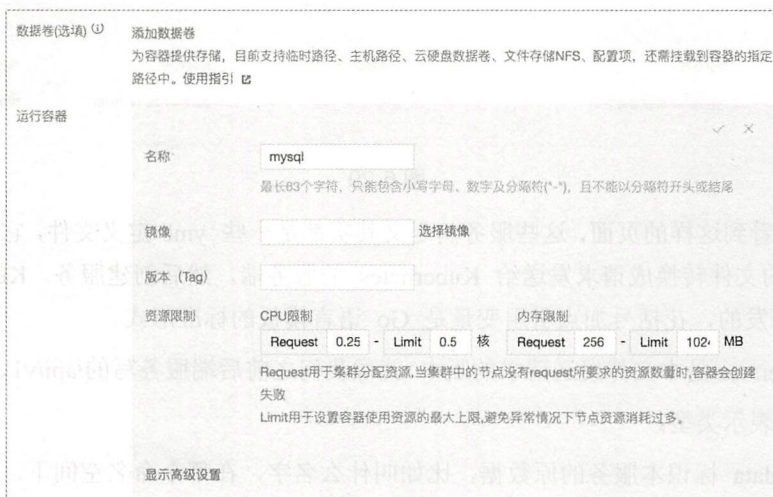 数据卷(选填)
添加数据卷
为容器提供存储，目前支持临时路径、主机路径、云硬盘数据卷、文件存储NFS、配置项，还需挂载到容器的指定
路径中。使用指引
运行容器
名称
mysql
最长63个字符，只能包含小写字母、数字及分隔符("-")，且不能以分隔符开头或结尾
镜像
选择镜像
版本（Tag）
资源限制
CPU限制
内存限制
Request 0.25 - Limit 0.5 核 Request 256 - Limit 1024 MB
Request用于集群分配资源,当集群中的节点没有request所要求的资源数量时,容器会创建
失败
Limit用于设置容器使用资源的最大上限,避免异常情况下节点资源消耗过多。
显示高级设置